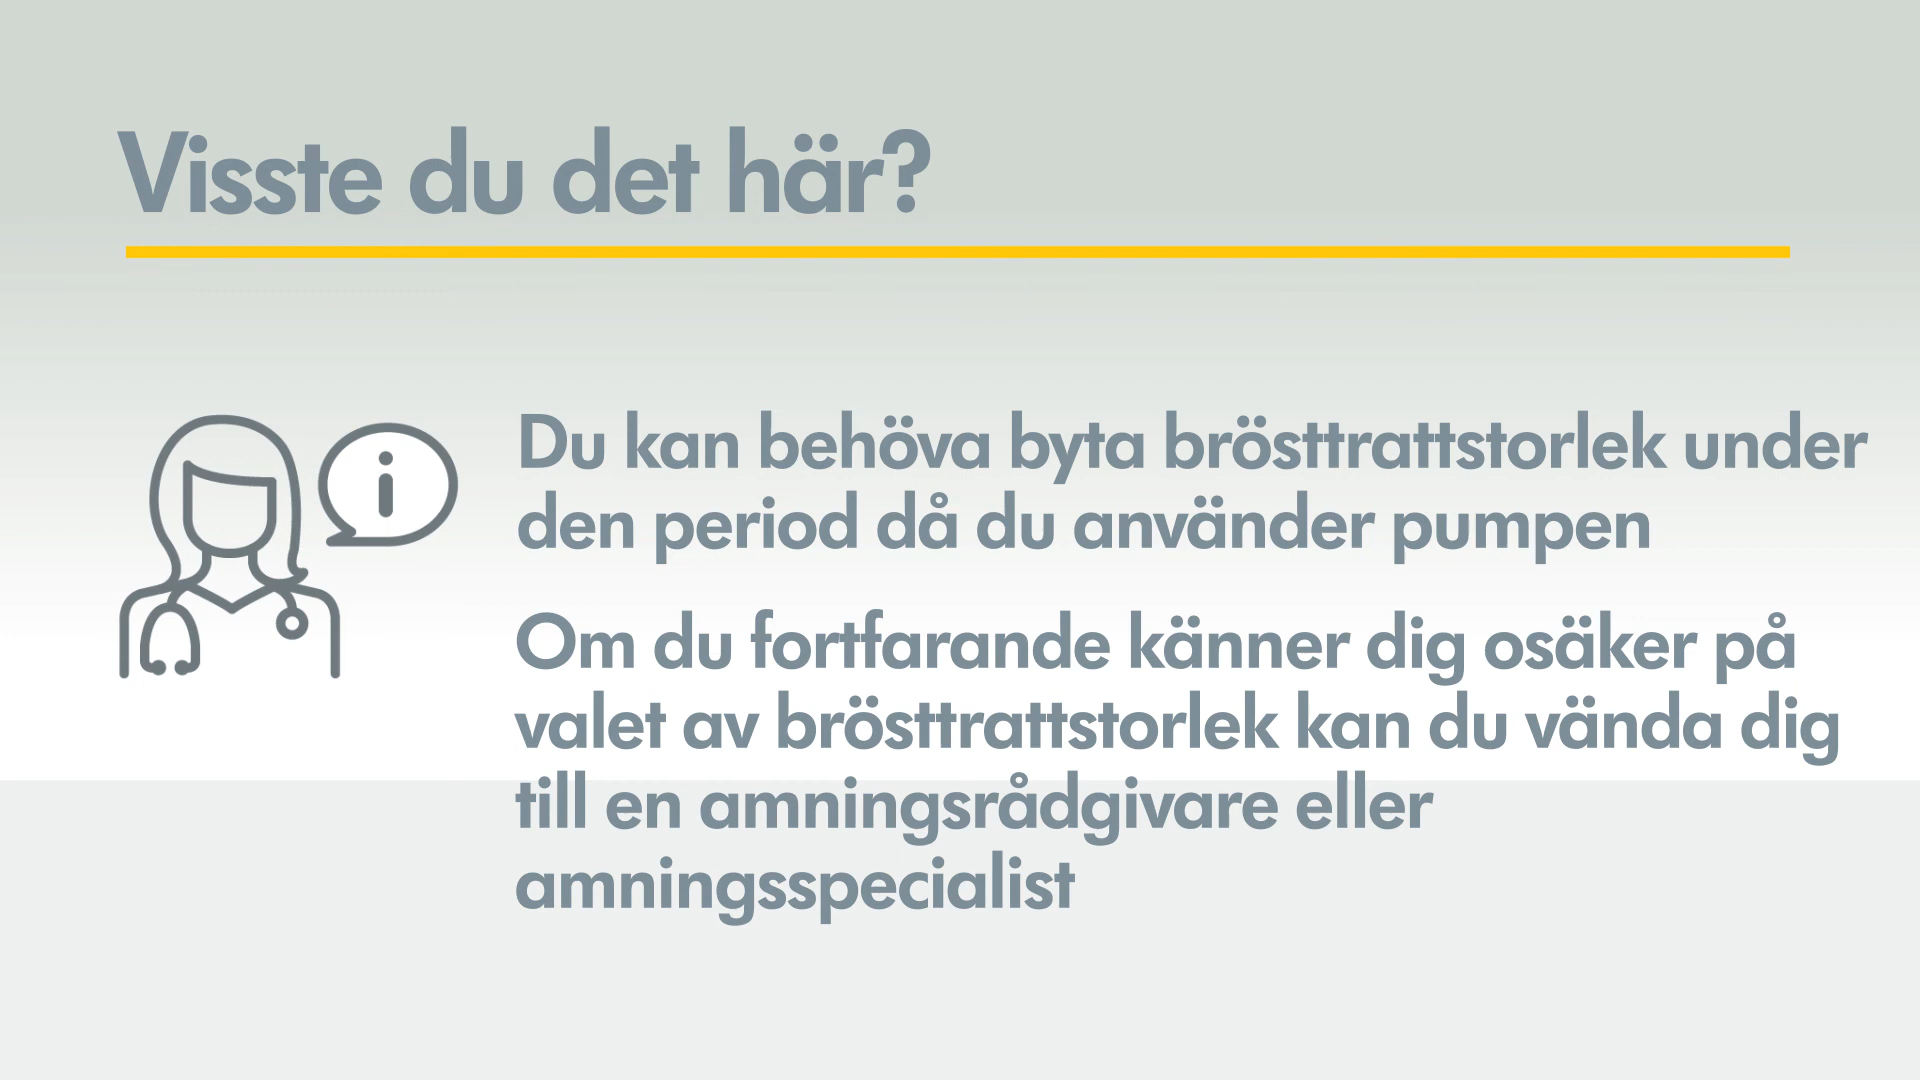 Visste du det här?
Du kan behöva byta brösttrattstorlek under
den period då du använder pumpen
Om du fortfarande känner dig osäker på
valet av brösttrattstorlek kan du vända dig
till en amningsrådgivare eller
amningsspecialist